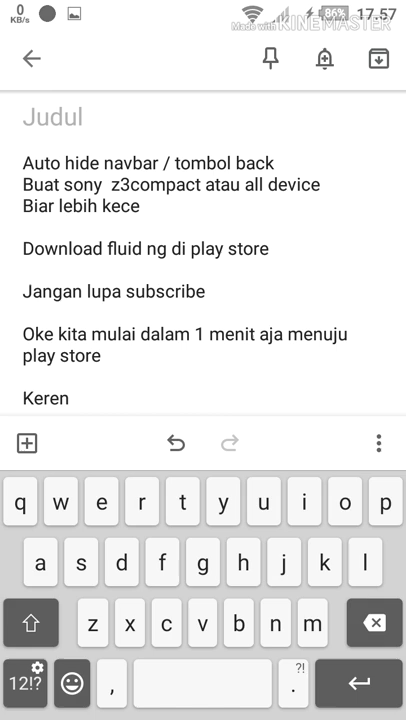 0
KB/s
86%
17.57
Made with KINEMASTER
Judul
Auto hide navbar / tombol back
Buat sony z3compact atau all device
Biar lebih kece
Download fluid ng di play store
Jangan lupa subscribe
Oke kita mulai dalam 1 menit aja menuju
play store
Keren
q w e r t y u i o p
a s d f g h j k l
z x c v b n m
12!? , . ?!